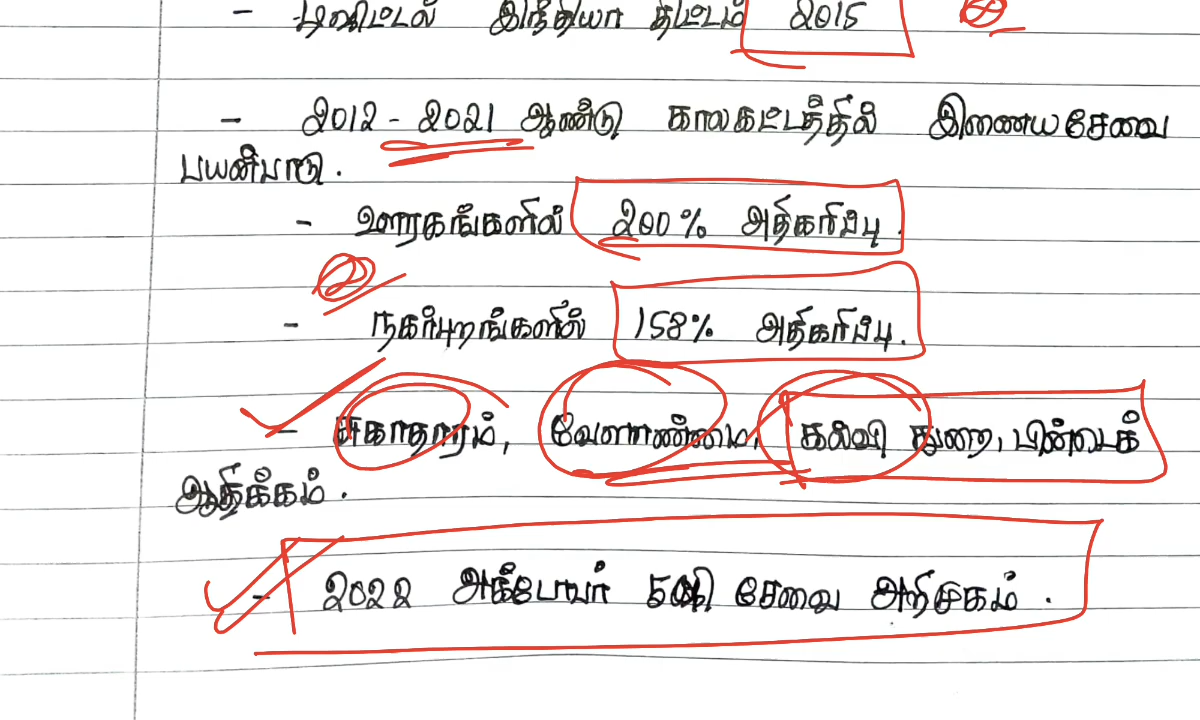 - டிஜிட்டல் இந்தியா திட்டம் 2015
- 2012 - 2021 ஆண்டு காலகட்டத்தில் இணைய சேவை
பயன்பாடு.
- ஊரகங்களில் 200% அதிகரிப்பு.
- நகர்புறங்களில் 158% அதிகரிப்பு.
- சுகாதாரம், வேளாண்மை, கல்வி துறை,
ஆதிக்கம்.
- 2022 அக்டோபர் 5ஜி சேவை அறிமுகம்.